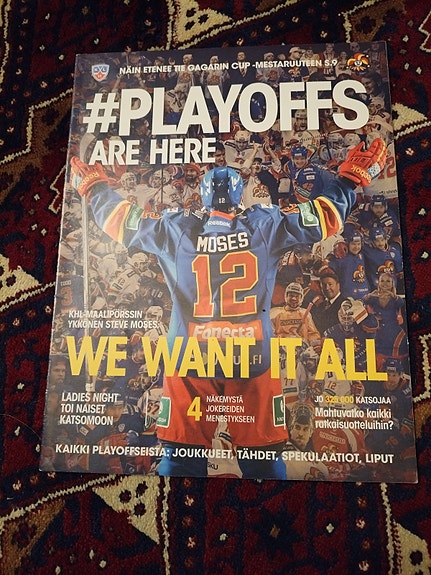 NÄIN ETENEE TIE GAGARIN CUP -MESTARUUTEEN S.9
#PLAYOFFS
ARE HERE
MOSES
12
KHL-MAALIPÖRSSIN
YKKÖNEN STEVE MOSES:
Fonecta
.FI
WE WANT IT ALL
LADIES NIGHT
TOI NAISET
KATSOMOON
4
NÄKEMYSTÄ
JOKEREIDEN
MENESTYKSEEN
JO 325 000 KATSOJAA
Mahtuvatko kaikki
ratkaisuotteluihin?
KAIKKI PLAYOFFSEISTA: JOUKKUEET, TÄHDET, SPEKULAATIOT, LIPUT